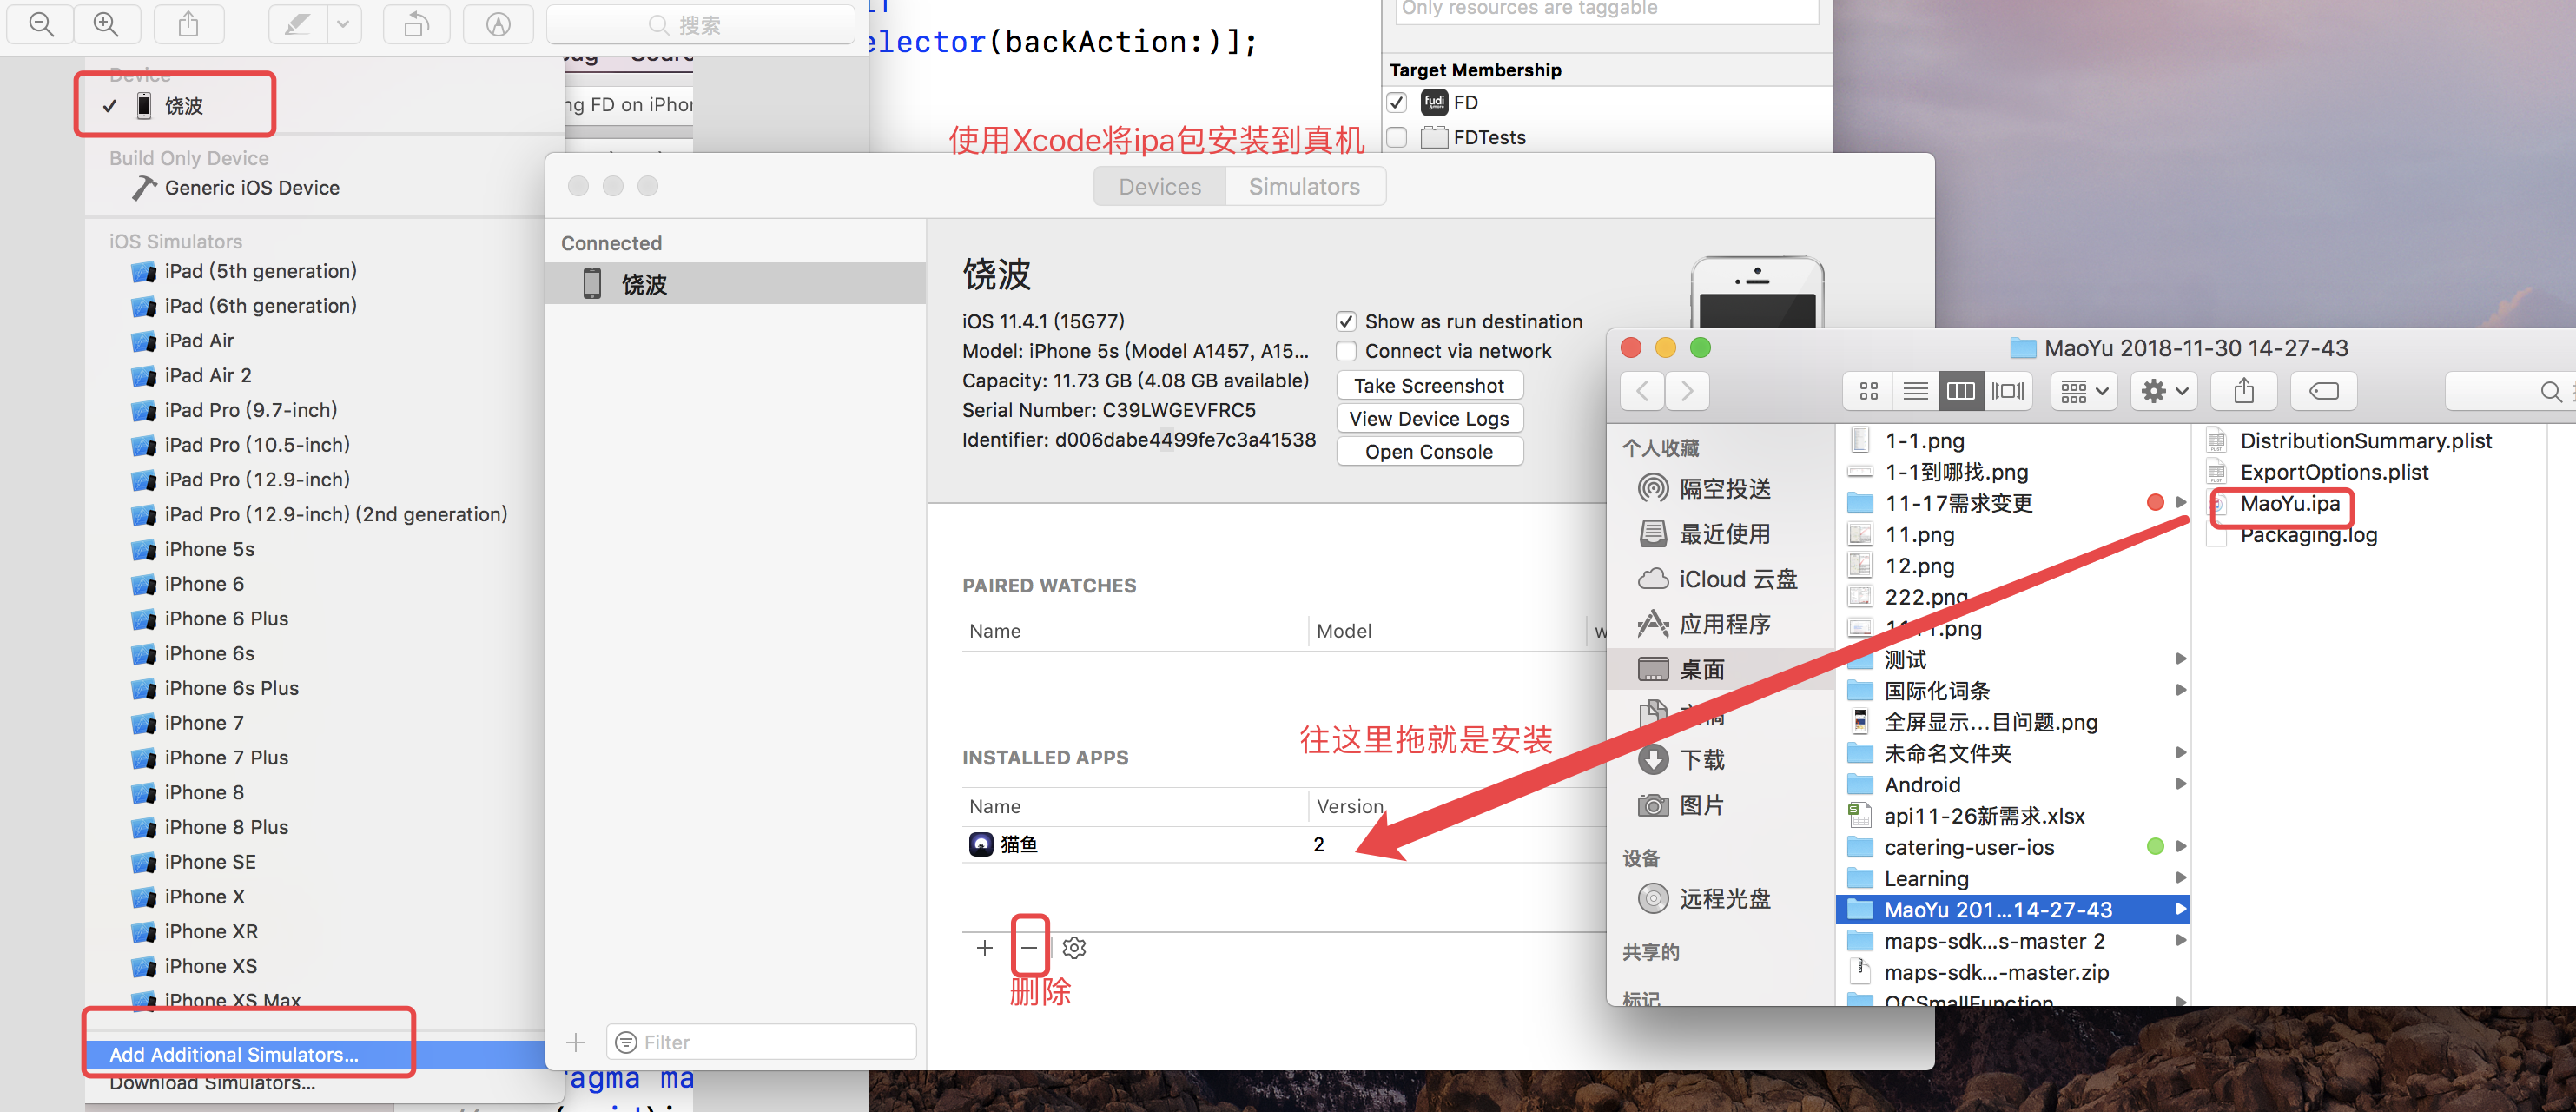 搜索
elector(backAction:)];
Only resources are taggable
Target Membership
FD
FDTests
Device
饶波
ng FD on iPhon
Build Only Device
Generic iOS Device
iOS Simulators
iPad (5th generation)
iPad (6th generation)
iPad Air
iPad Air 2
iPad Pro (9.7-inch)
iPad Pro (10.5-inch)
iPad Pro (12.9-inch)
iPad Pro (12.9-inch) (2nd generation)
iPhone 5s
iPhone 6
iPhone 6 Plus
iPhone 6s
iPhone 6s Plus
iPhone 7
iPhone 7 Plus
iPhone 8
iPhone 8 Plus
iPhone SE
iPhone X
iPhone XR
iPhone XS
iPhone XS Max
Add Additional Simulators...
Download Simulators...
agma ma
使用Xcode将ipa包安装到真机
Devices
Simulators
Connected
饶波
Filter
饶波
iOS 11.4.1 (15G77)
Model: iPhone 5s (Model A1457, A15...
Capacity: 11.73 GB (4.08 GB available)
Serial Number: C39LWGEVFRC5
Identifier: d006dabe4499fe7c3a41538
Show as run destination
Connect via network
Take Screenshot
View Device Logs
Open Console
PAIRED WATCHES
Name Model
往这里拖就是安装
INSTALLED APPS
Name Version
猫鱼 2
删除
MaoYu 2018-11-30 14-27-43
个人收藏
隔空投送
最近使用
iCloud 云盘
应用程序
桌面
下载
图片
设备
远程光盘
共享的
标记
1-1.png
1-1到哪找.png
11-17需求变更
11.png
12.png
222.png
测试
国际化词条
全屏显示...目问题.png
未命名文件夹
Android
api11-26新需求.xlsx
catering-user-ios
Learning
MaoYu 201...14-27-43
maps-sdk...s-master 2
maps-sdk...-master.zip
OCSmallFunction
DistributionSummary.plist
ExportOptions.plist
MaoYu.ipa
Packaging.log